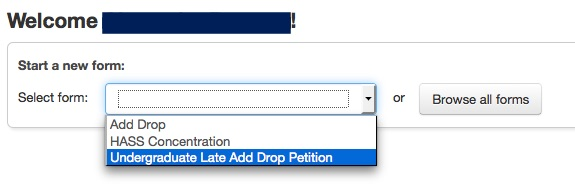 Welcome !
Start a new form:
Select form: or Browse all forms
Add Drop
HASS Concentration
Undergraduate Late Add Drop Petition